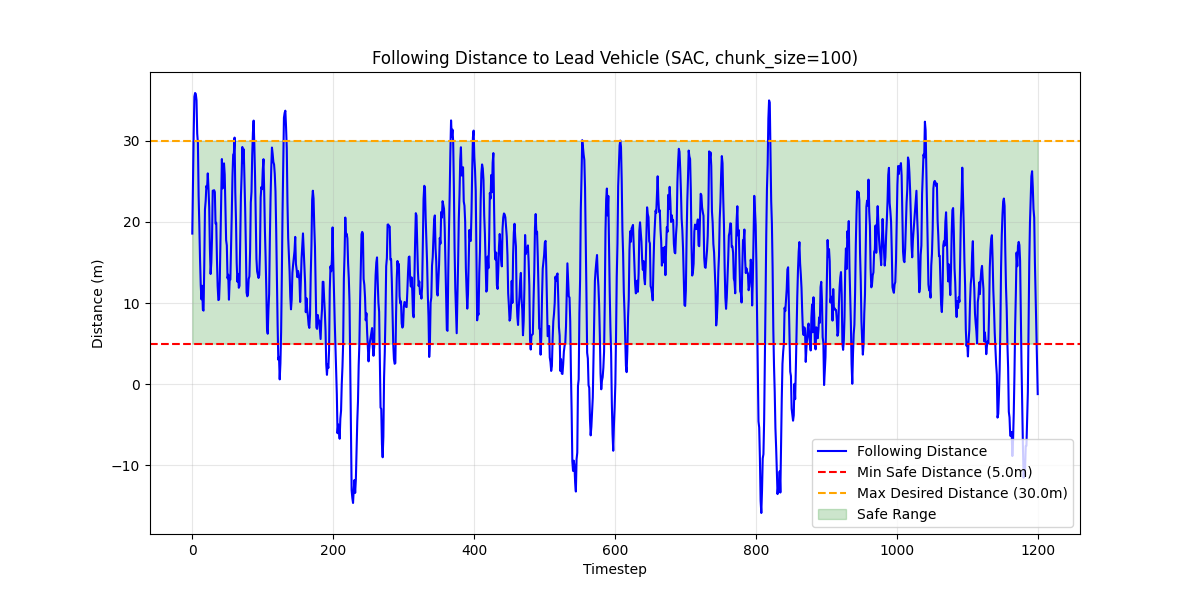 Following Distance to Lead Vehicle (SAC, chunk_size=100)
Distance (m)
30
20
10
0
−10
0 200 400 600 800 1000 1200
Timestep
Following Distance
Min Safe Distance (5.0m)
Max Desired Distance (30.0m)
Safe Range